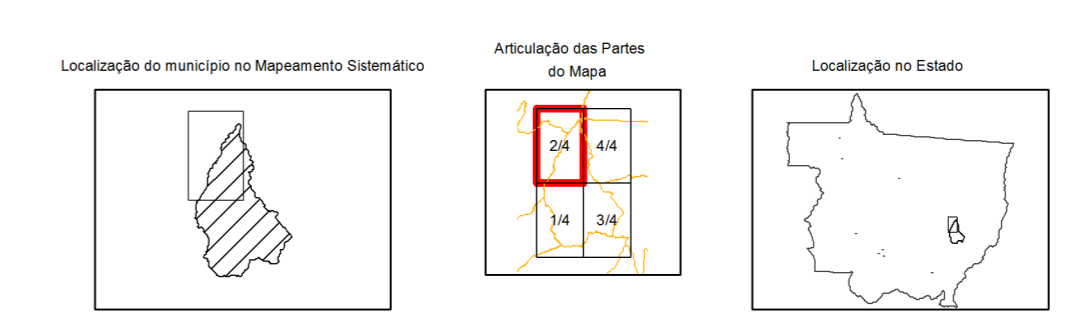 Localização do município no Mapeamento Sistemático
Articulação das Partes
do Mapa
2/4
4/4
1/4
3/4
Localização no Estado